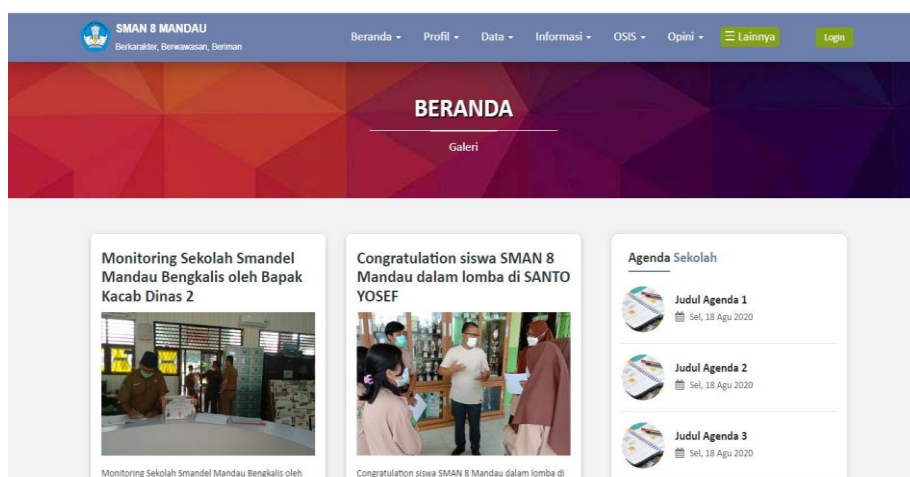 SMAN 8 MANDAU
Berkarakter, Berwawasan, Beriman
Beranda
Profil
Data
Informasi
OSIS
Opini
☰ Lainnya
Login
BERANDA
Galeri
Monitoring Sekolah Smandel
Mandau Bengkalis oleh Bapak
Kacab Dinas 2
Monitoring Sekolah Smandel Mandau Bengkalis oleh
Congratulation siswa SMAN 8
Mandau dalam lomba di SANTO
YOSEF
Congratulation siswa SMAN 8 Mandau dalam lomba di
Agenda Sekolah
Judul Agenda 1
Sel, 18 Agu 2020
Judul Agenda 2
Sel, 18 Agu 2020
Judul Agenda 3
Sel, 18 Agu 2020